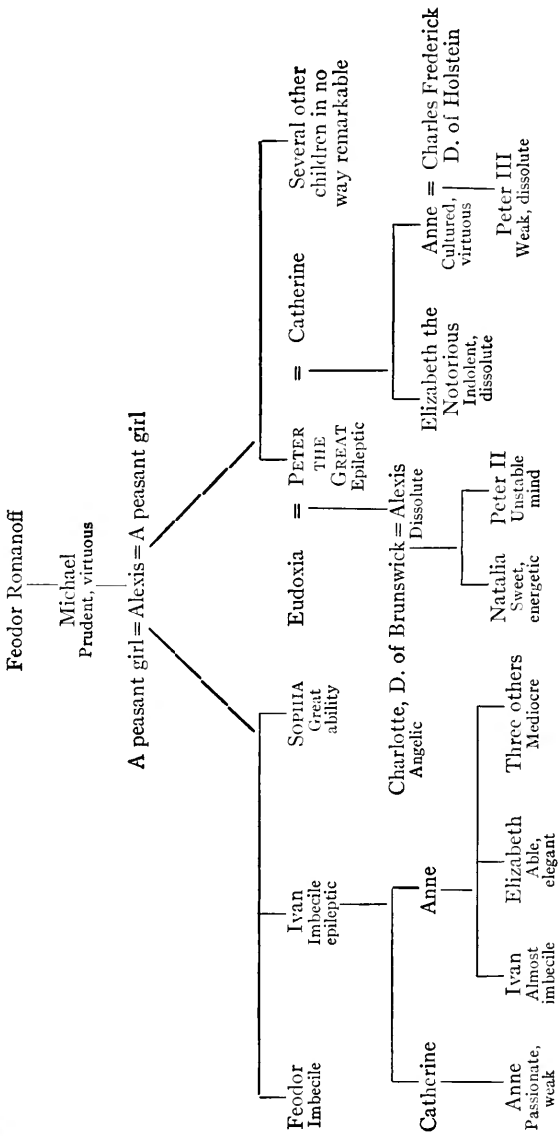 Feodor Romanoff
Michael
Prudent, virtuous
A peasant girl = Alexis = A peasant girl
Feodor
Imbecile
Ivan
Imbecile
epileptic
SOPHIA
Great
ability
Eudoxia = PETER
THE
GREAT
Epileptic
= Catherine
Several other
children in no
way remarkable
Catherine
Anne
Charlotte, D. of Brunswick = Alexis
Angelic
Dissolute
Elizabeth the
Notorious
Indolent,
dissolute
Anne = Charles Frederick
Cultured,
virtuous
D. of Holstein
Anne
Passionate,
weak
Ivan
Almost
imbecile
Elizabeth
Able,
elegant
Three others
Mediocre
Natalia
Sweet,
energetic
Peter II
Unstable
mind
Peter III
Weak, dissolute